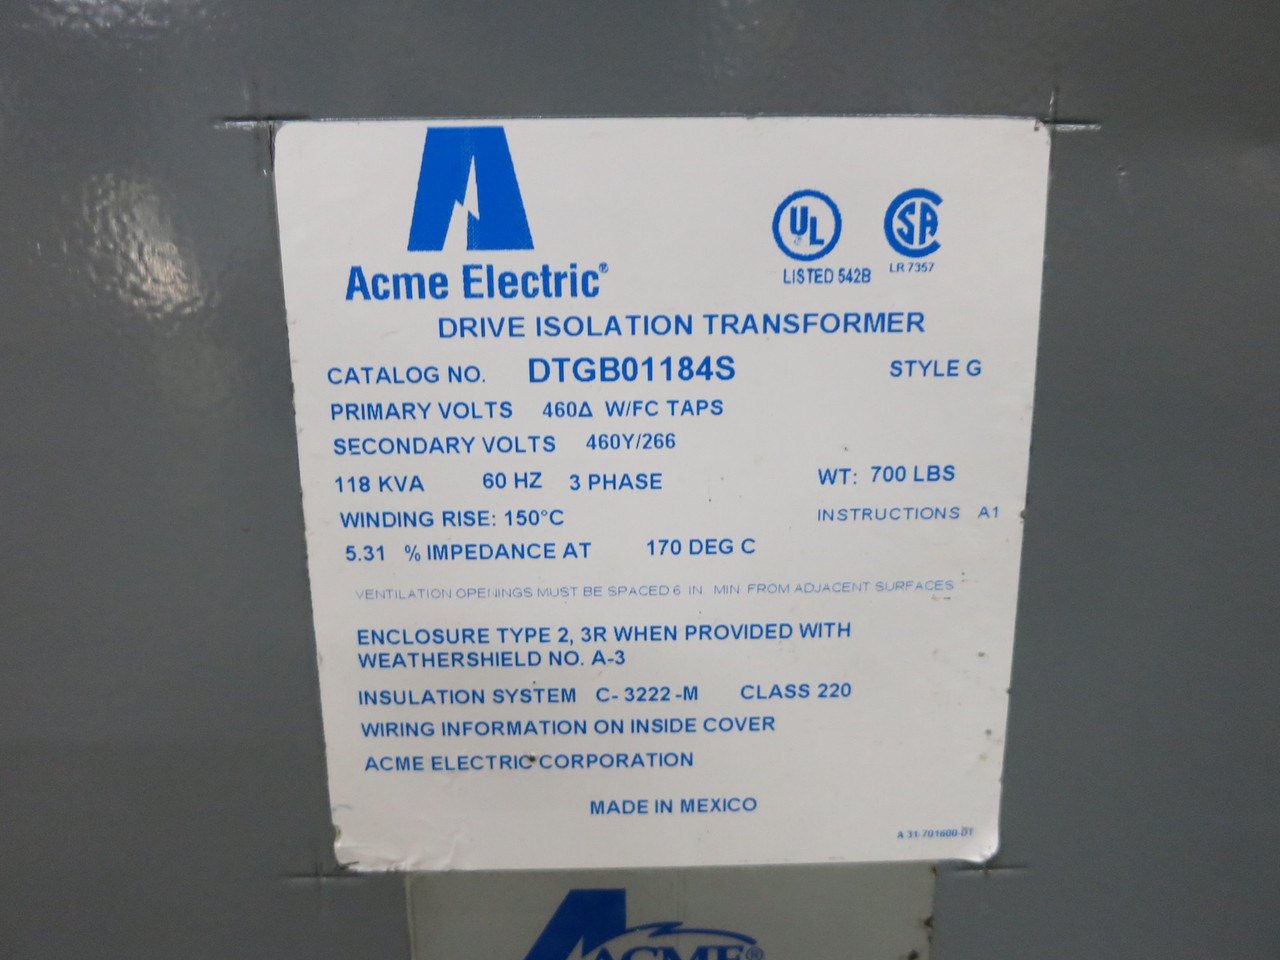 Acme Electric®
UL
LISTED 542B
SA
LR 7357
DRIVE ISOLATION TRANSFORMER
CATALOG NO. DTGB01184S STYLE G
PRIMARY VOLTS 460Δ W/FC TAPS
SECONDARY VOLTS 460Y/266
118 KVA 60 HZ 3 PHASE WT: 700 LBS
WINDING RISE: 150°C INSTRUCTIONS A1
5.31 % IMPEDANCE AT 170 DEG C
VENTILATION OPENINGS MUST BE SPACED 6 IN MIN FROM ADJACENT SURFACES
ENCLOSURE TYPE 2, 3R WHEN PROVIDED WITH
WEATHERSHIELD NO. A-3
INSULATION SYSTEM C-3222-M CLASS 220
WIRING INFORMATION ON INSIDE COVER
ACME ELECTRIC CORPORATION
MADE IN MEXICO
ACME®